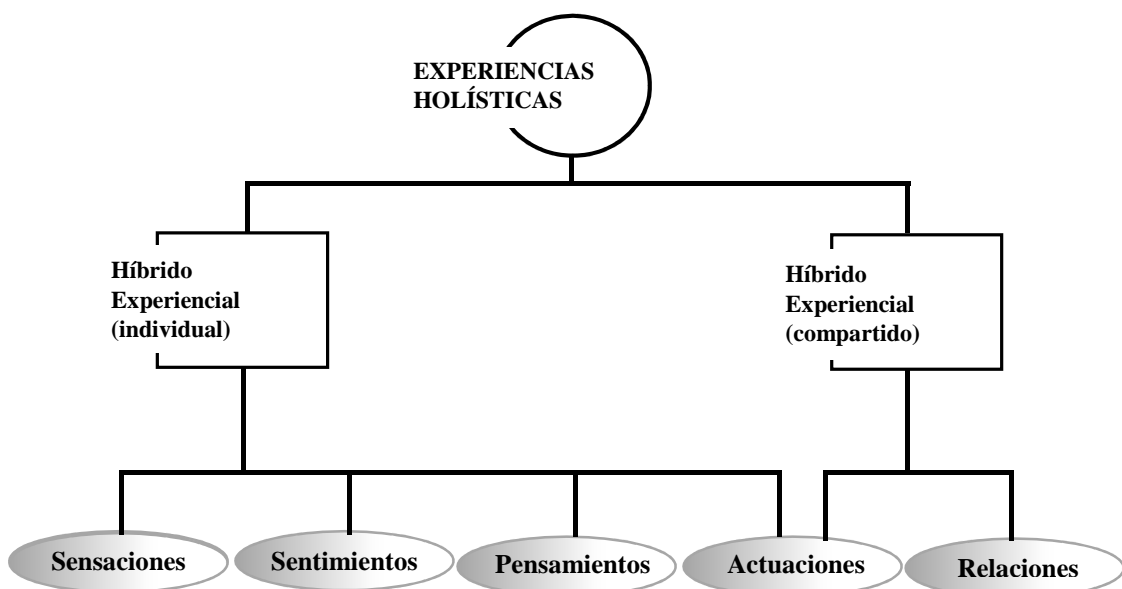 EXPERIENCIAS
HOLÍSTICAS
Híbrido
Experiencial
(individual)
Híbrido
Experiencial
(compartido)
Sensaciones
Sentimientos
Pensamientos
Actuaciones
Relaciones